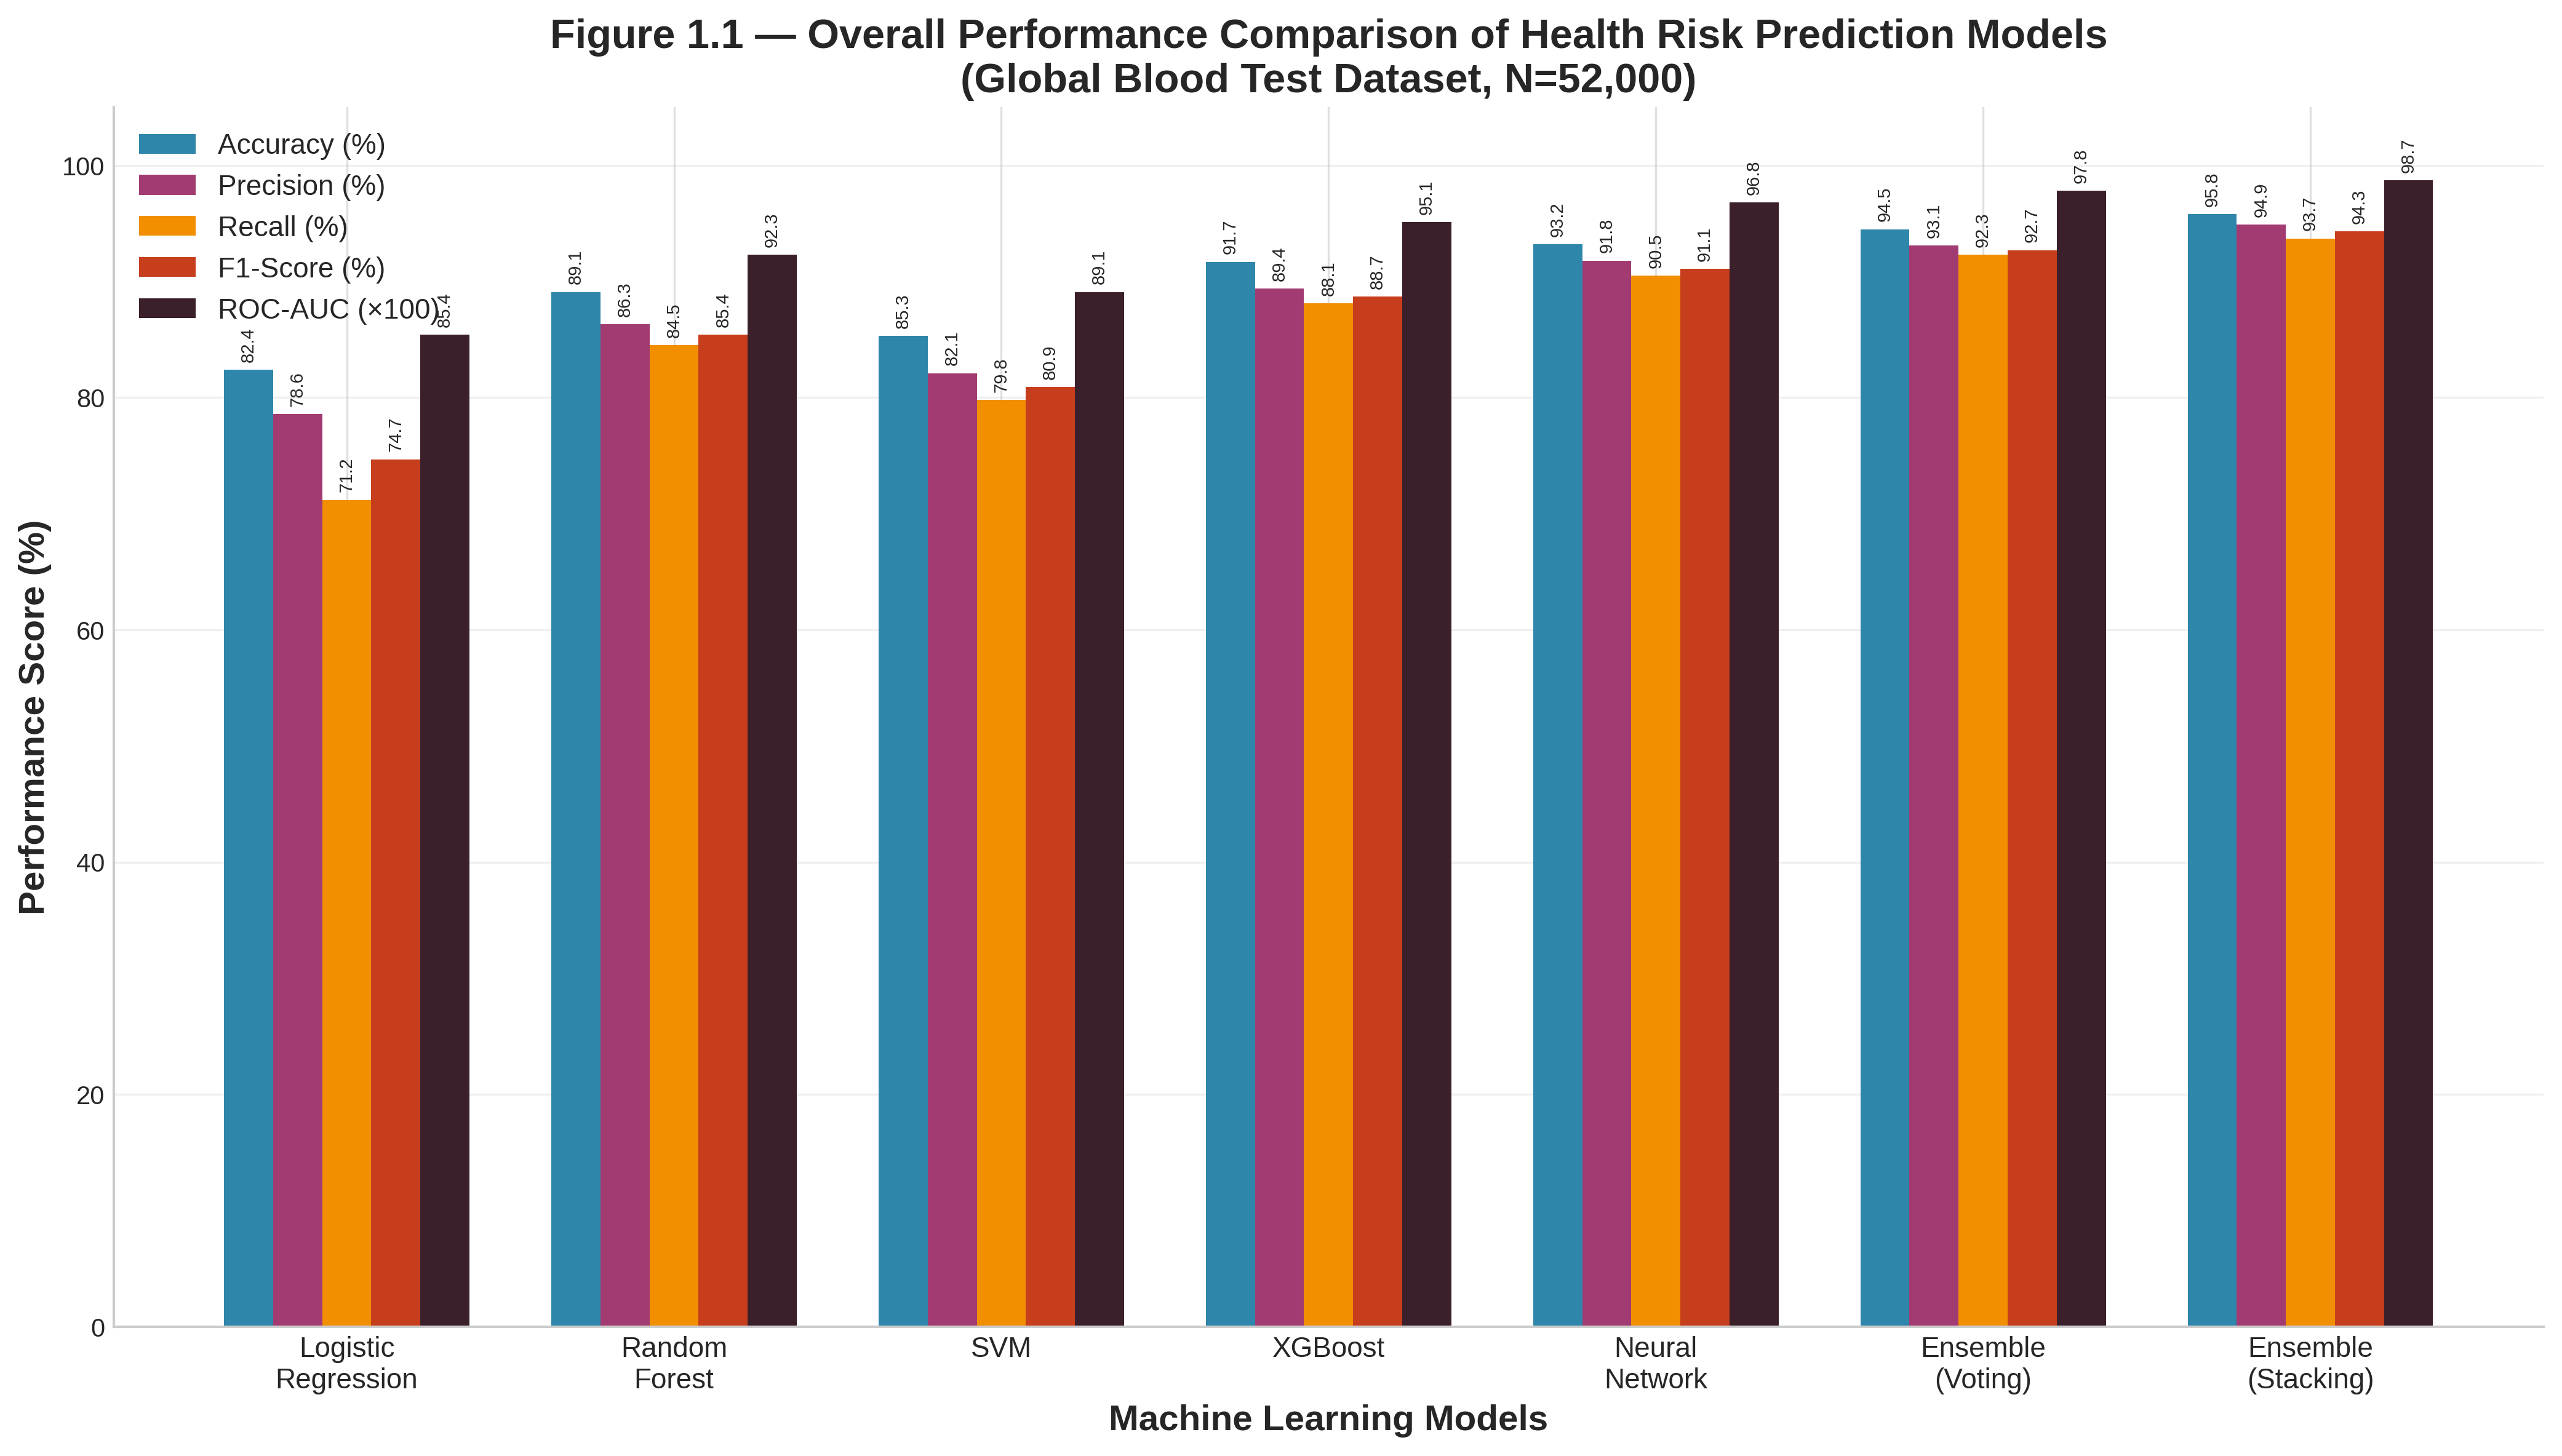 Figure 1.1 — Overall Performance Comparison of Health Risk Prediction Models
(Global Blood Test Dataset, N=52,000)
Accuracy (%)
Precision (%)
Recall (%)
F1-Score (%)
ROC-AUC (×100)
Performance Score (%)
100
80
60
40
20
0
82.4
78.6
71.2
74.7
85.4
89.1
86.3
84.5
85.4
92.3
85.3
82.1
79.8
80.9
89.1
91.7
89.4
88.1
88.7
95.1
93.2
91.8
90.5
91.1
96.8
94.5
93.1
92.3
92.7
97.8
95.8
94.9
93.7
94.3
98.7
Logistic
Regression
Random
Forest
SVM
XGBoost
Neural
Network
Ensemble
(Voting)
Ensemble
(Stacking)
Machine Learning Models